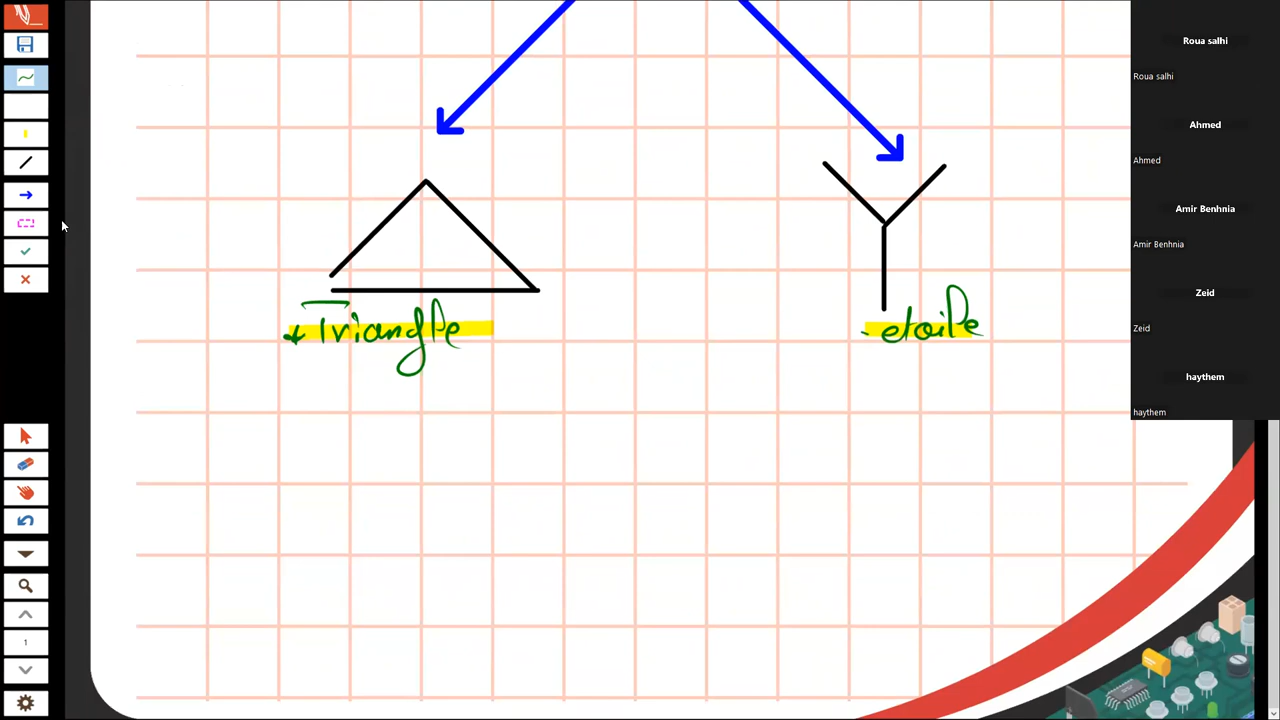 Triangle
etoile
Roua salhi
Roua salhi
Ahmed
Ahmed
Amir Benhnia
Amir Benhnia
Zeid
Zeid
haythem
haythem
1